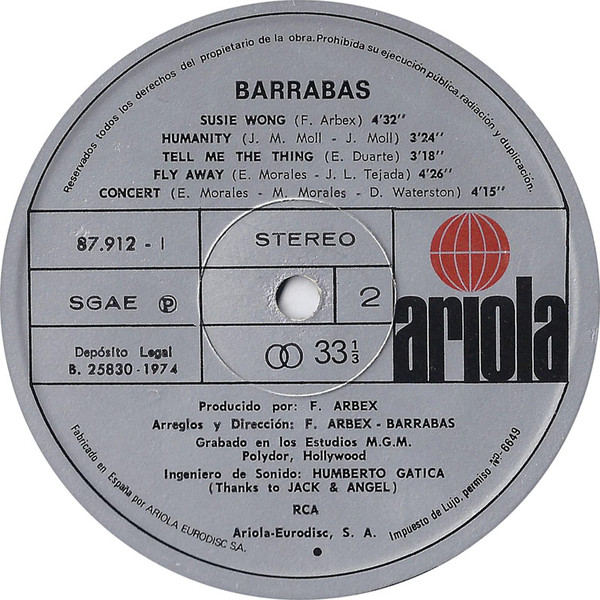 Reservados todos los derechos del propietario de la obra. Prohibida su ejecución pública, radiación y duplicación.
BARRABAS
SUSIE WONG (F. Arbex) 4'32''
HUMANITY (J. M. Moll - J. Moll) 3'24''
TELL ME THE THING (E. Duarte) 3'18''
FLY AWAY (E. Morales - J. L. Tejada) 4'26''
CONCERT (E. Morales - M. Morales - D. Waterston) 4'15''
87.912 - I
STEREO
SGAE Ⓟ
2
ariola
Depósito Legal
B. 25830-1974
33 1/3
Producido por: F. ARBEX
Arreglos y Dirección: F. ARBEX - BARRABAS
Grabado en los Estudios M.G.M.
Polydor, Hollywood
Ingeniero de Sonido: HUMBERTO GATICA
(Thanks to JACK & ANGEL)
RCA
Ariola-Eurodisc, S. A.
Fabricado en España por ARIOLA EURODISC S.A.
Impuesto de Lujo, permiso Nº-6649